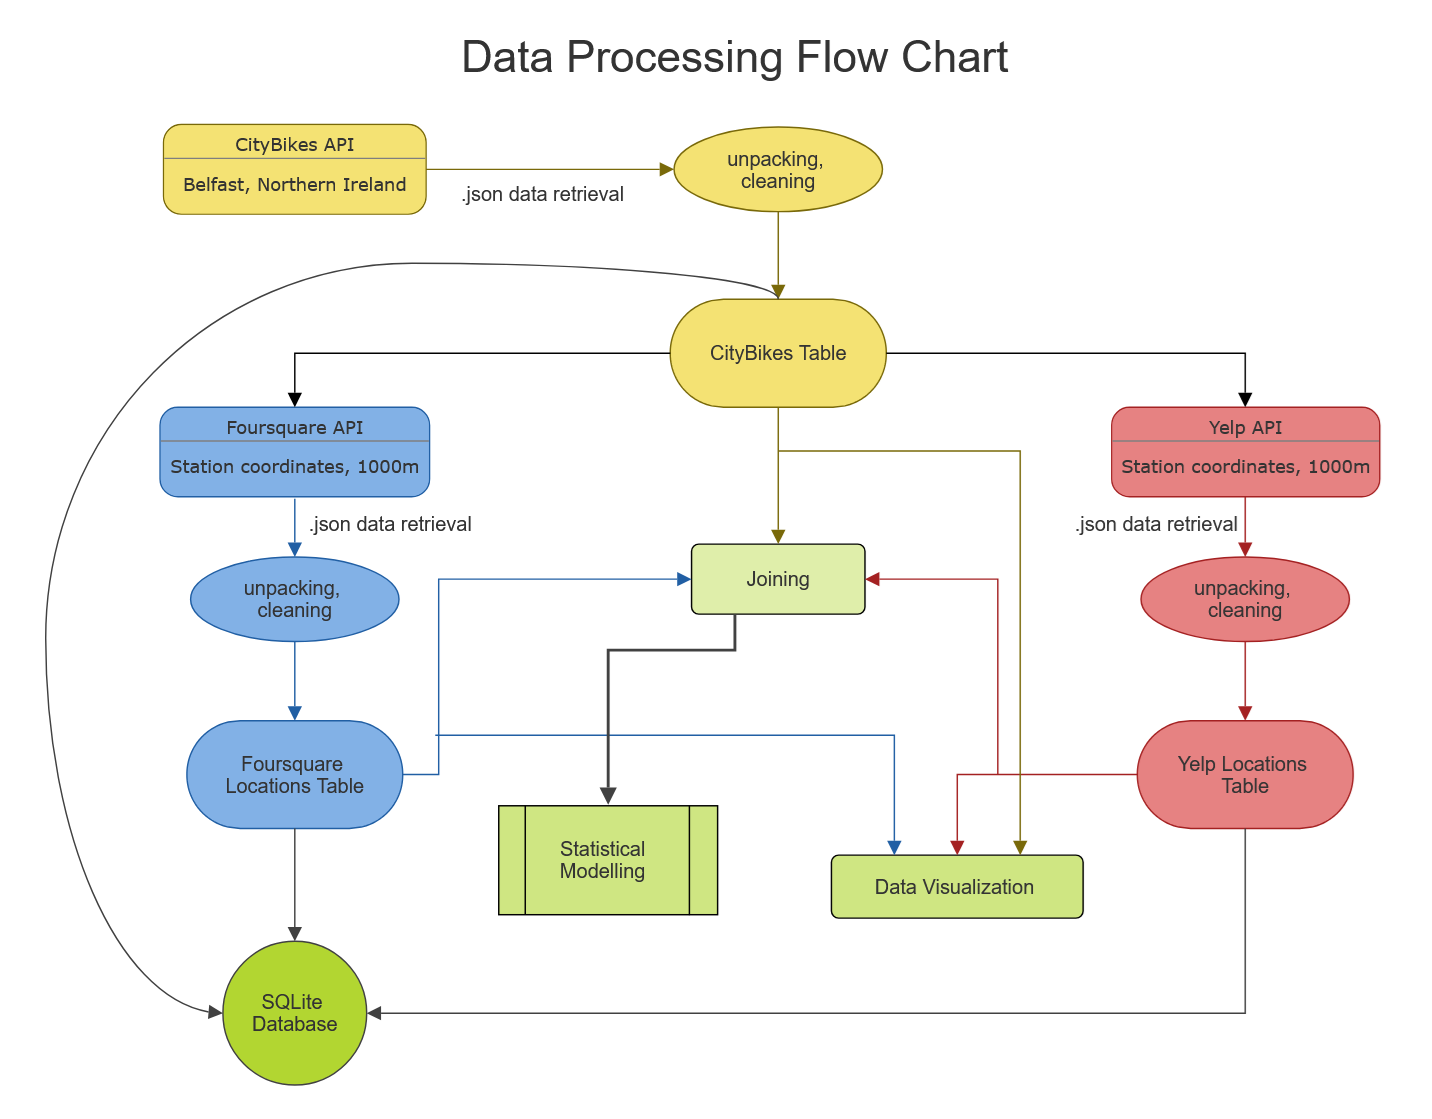 Data Processing Flow Chart
CityBikes API
Belfast, Northern Ireland
.json data retrieval
unpacking,
cleaning
CityBikes Table
Foursquare API
Station coordinates, 1000m
Yelp API
Station coordinates, 1000m
.json data retrieval
.json data retrieval
unpacking,
cleaning
Joining
unpacking,
cleaning
Foursquare
Locations Table
Yelp Locations
Table
Statistical
Modelling
Data Visualization
SQLite
Database